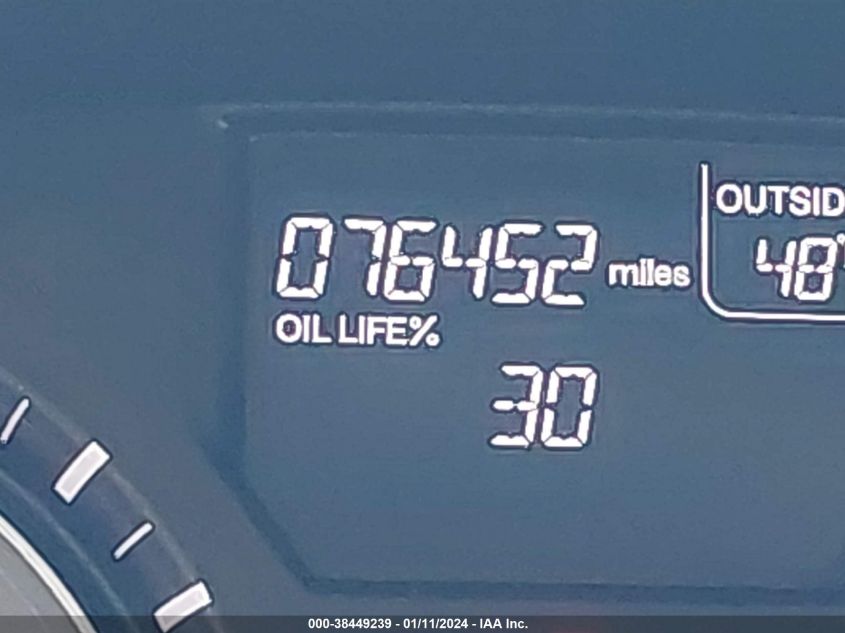 OUTSID
076452 miles
48°
OIL LIFE%
30
000-38449239 - 01/11/2024 - IAA Inc.